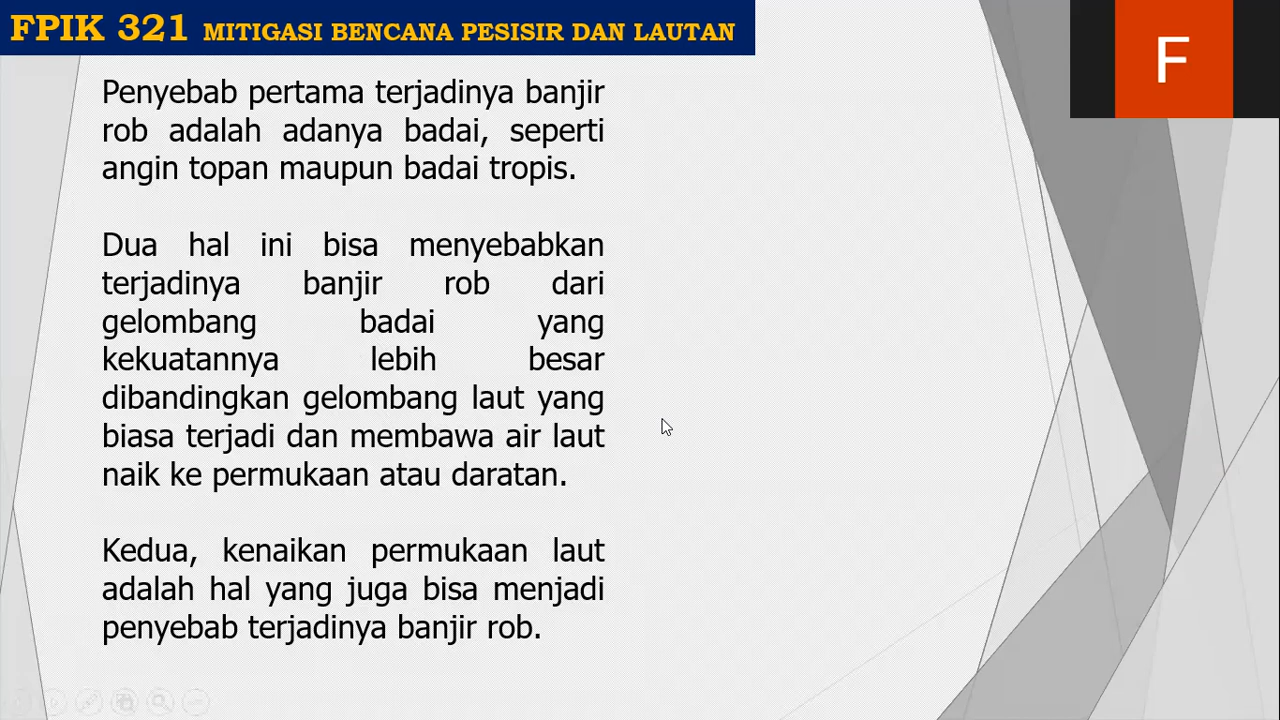 FPIK 321 MITIGASI BENCANA PESISIR DAN LAUTAN
F
Penyebab pertama terjadinya banjir
rob adalah adanya badai, seperti
angin topan maupun badai tropis.
Dua hal ini bisa menyebabkan
terjadinya banjir rob dari
gelombang badai yang
kekuatannya lebih besar
dibandingkan gelombang laut yang
biasa terjadi dan membawa air laut
naik ke permukaan atau daratan.
Kedua, kenaikan permukaan laut
adalah hal yang juga bisa menjadi
penyebab terjadinya banjir rob.